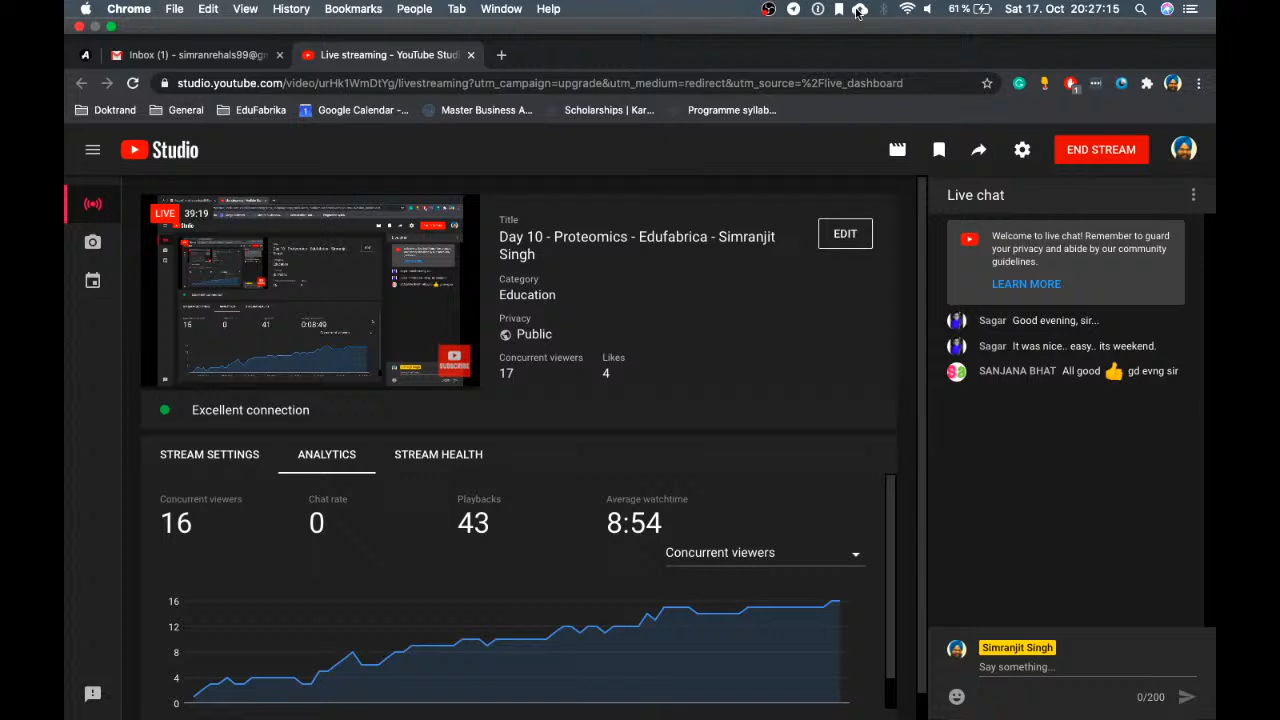 Chrome File Edit View History Bookmarks People Tab Window Help 61% Sat 17. Oct 20:27:15
Inbox (1) - simranrehals99@g Live streaming - YouTube Stud
studio.youtube.com/video/urHk1WmDtYg/livestreaming?utm_campaign=upgrade&utm_medium=redirect&utm_source=%2Flive_dashboard
1
Doktrand General EduFabrika Google Calendar -... Master Business A... Scholarships | Kar... Programme syllab...
Studio
END STREAM
LIVE 39:19
SUBSCRIBE
Title
Day 10 - Proteomics - Edufabrica - Simranjit
Singh
EDIT
Category
Education
Privacy
Public
Concurrent viewers Likes
17 4
Excellent connection
STREAM SETTINGS ANALYTICS STREAM HEALTH
Concurrent viewers Chat rate Playbacks Average watchtime
16 0 43 8:54
Concurrent viewers
16
12
8
4
0
Live chat
Welcome to live chat! Remember to guard
your privacy and abide by our community
guidelines.
LEARN MORE
Sagar Good evening, sir...
Sagar It was nice.. easy.. its weekend.
SANJANA BHAT All good 👍 gd evng sir
Simranjit Singh
Say something...
0/200